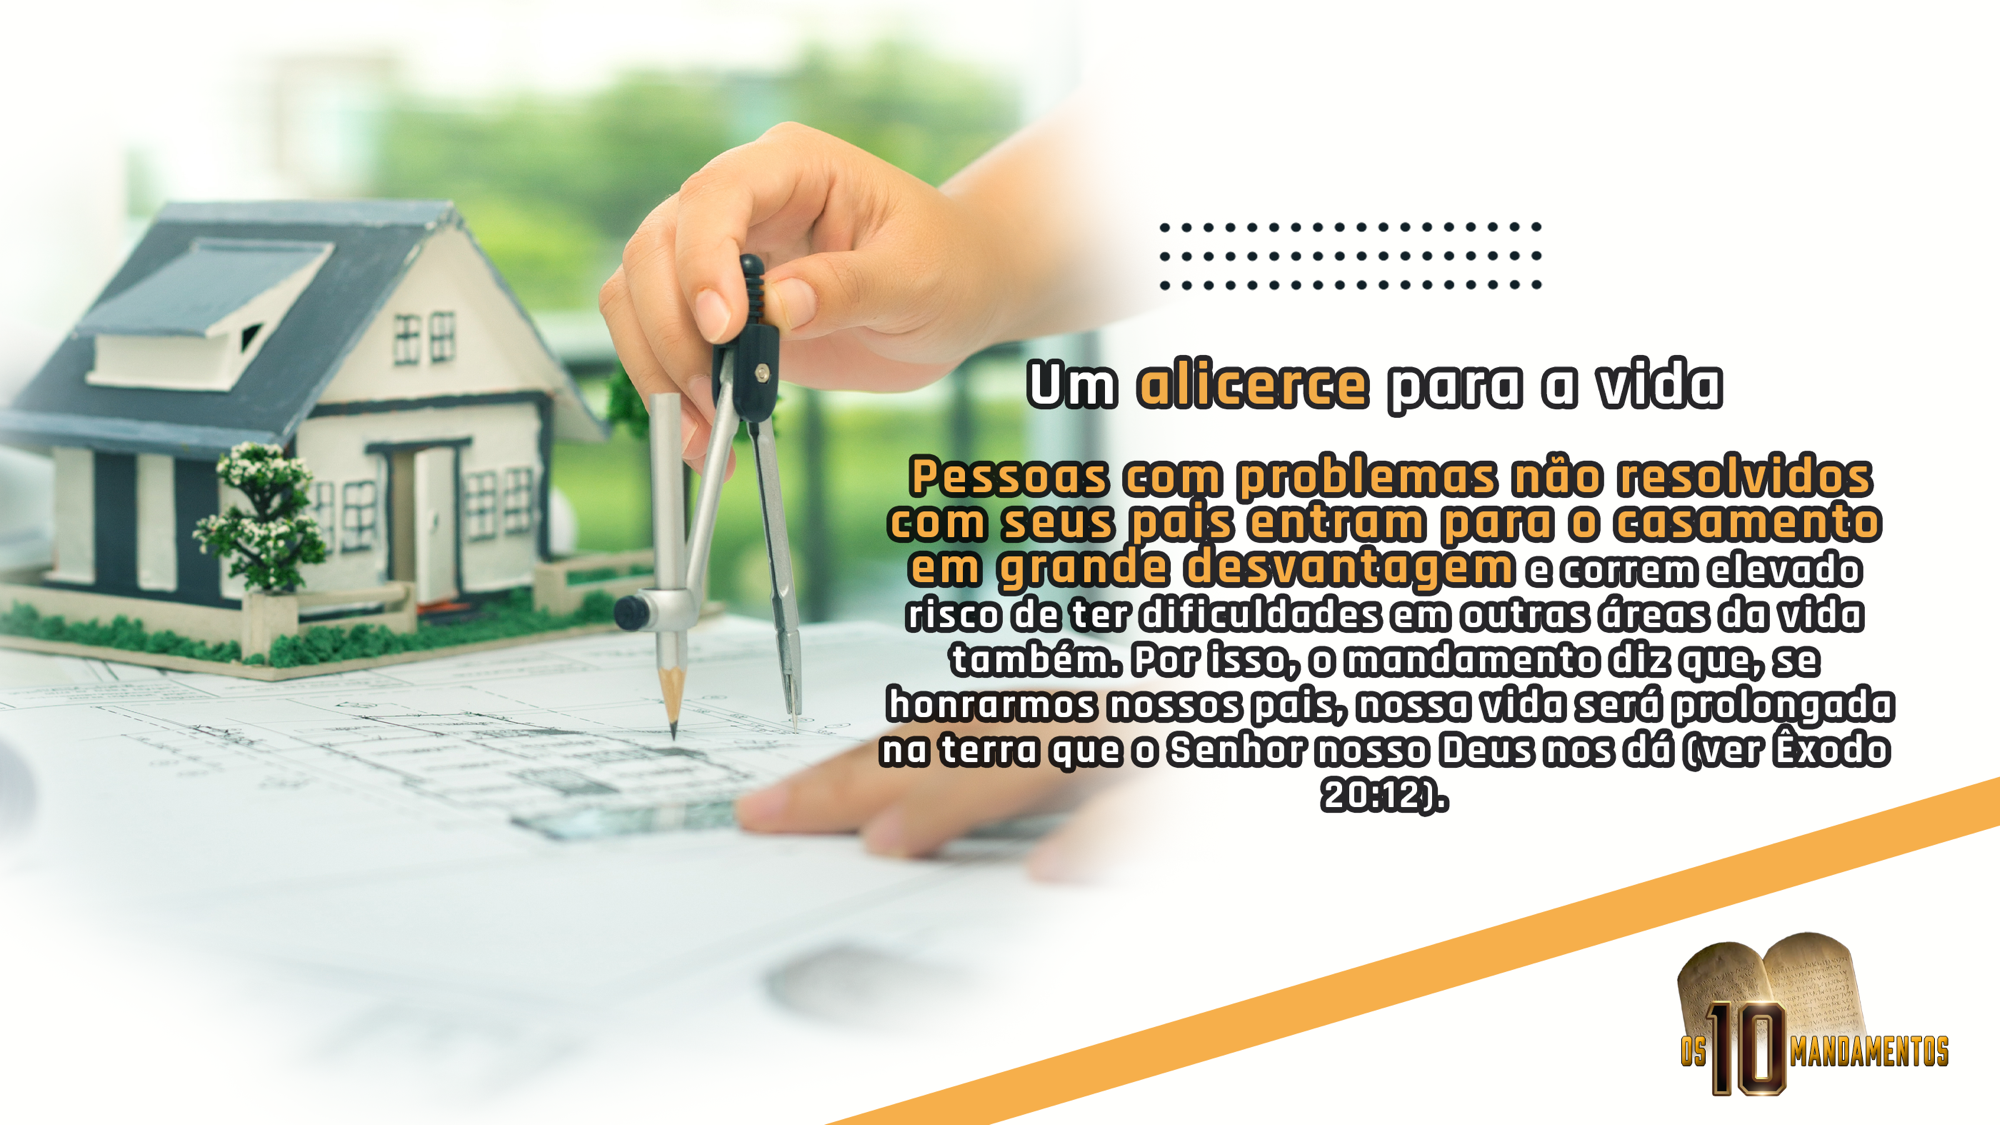 Um alicerce para a vida
Pessoas com problemas não resolvidos
com seus pais entram para o casamento
em grande desvantagem e correm elevado
risco de ter dificuldades em outras áreas da vida
também. Por isso, o mandamento diz que, se
honrarmos nossos pais, nossa vida será prolongada
na terra que o Senhor nosso Deus nos dá (ver Êxodo
20:12).
OS 10 MANDAMENTOS